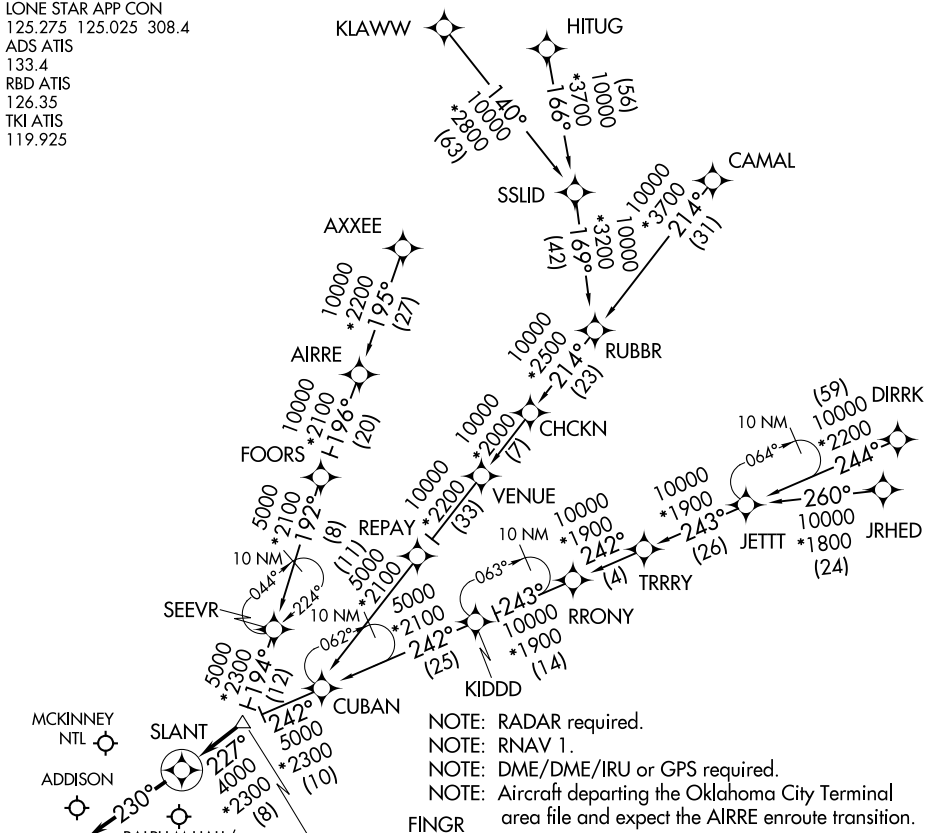 LONE STAR APP CON
125.275 125.025 308.4
ADS ATIS
133.4
RBD ATIS
126.35
TKI ATIS
119.925
KLAWW
HITUG
140°
10000
*2800
(63)
(56)
10000
*3700
166°
CAMAL
SSLID
10000
*3700
214°
(31)
10000
*3200
169°
(42)
AXXEE
10000
*2200
195°
(27)
RUBBR
10000
*2500
214°
(23)
AIRRE
10000
*2100
196°
(20)
CHCKN
10000
*2000
(7)
DIRRK
(59)
10000
*2200
244°
10 NM
064°
FOORS
VENUE
10000
*2200
(33)
5000
*2100
192°
(8)
REPAY
10000
*1900
243°
(26)
JETTT
260°
10000
*1800
(24)
JRHED
10 NM
063°
10000
*1900
242°
(4)
TRRRY
(11)
5000
*2100
10 NM
044°
224°
SEEVR
RRONY
243°
10000
*1900
(14)
10 NM
062°
5000
*2100
242°
(25)
KIDDD
5000
*2300
194°
(12)
CUBAN
242°
5000
*2300
(10)
MCKINNEY
NTL
SLANT
227°
4000
*2300
(8)
ADDISON
230°
NOTE: RADAR required.
NOTE: RNAV 1.
NOTE: DME/DME/IRU or GPS required.
NOTE: Aircraft departing the Oklahoma City Terminal
area file and expect the AIRRE enroute transition.
FINGR